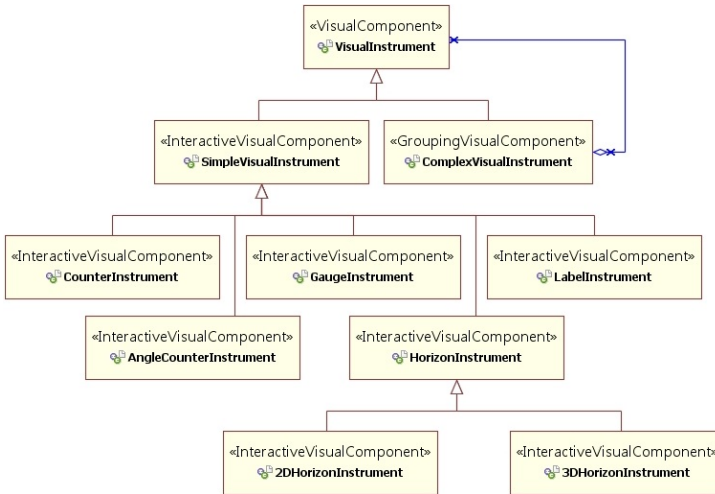 «VisualComponent»
VisualInstrument
«InteractiveVisualComponent»
SimpleVisualInstrument
«GroupingVisualComponent»
ComplexVisualInstrument
«InteractiveVisualComponent»
CounterInstrument
«InteractiveVisualComponent»
GaugeInstrument
«InteractiveVisualComponent»
LabelInstrument
«InteractiveVisualComponent»
AngleCounterInstrument
«InteractiveVisualComponent»
HorizonInstrument
«InteractiveVisualComponent»
2DHorizonInstrument
«InteractiveVisualComponent»
3DHorizonInstrument